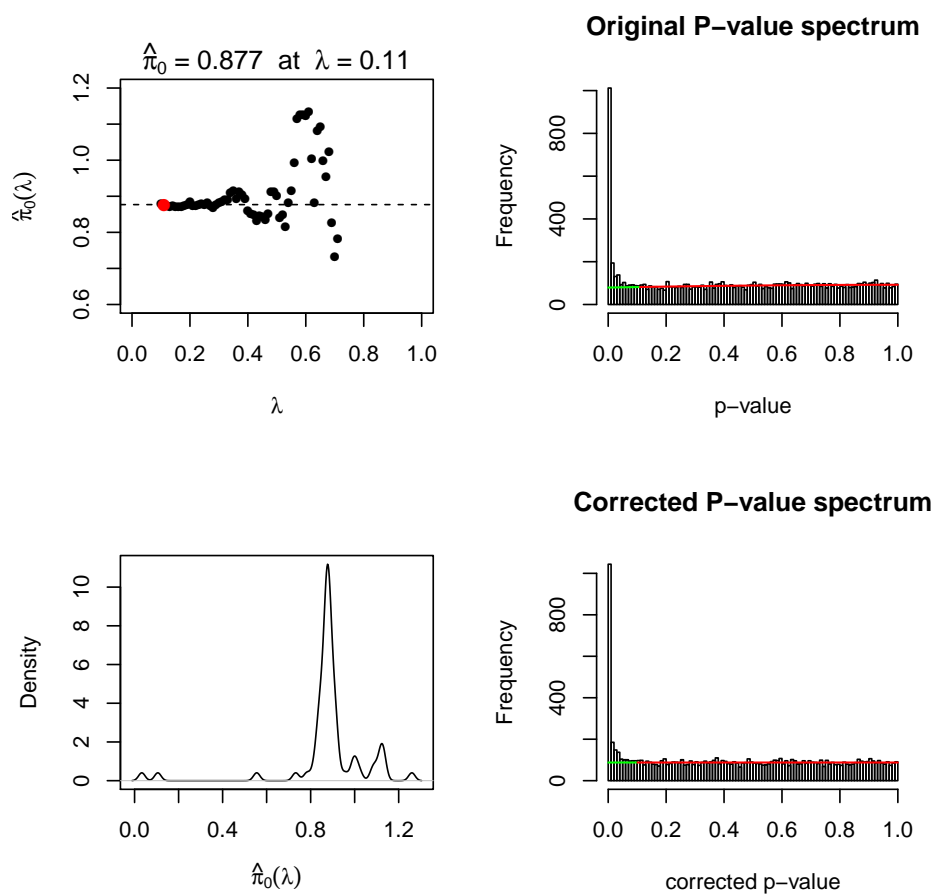 π̂₀ = 0.877 at λ = 0.11
1.2
1.0
0.8
0.6
π̂₀(λ)
0.0 0.2 0.4 0.6 0.8 1.0
λ
Original P−value spectrum
800
400
0
Frequency
0.0 0.2 0.4 0.6 0.8 1.0
p−value
10
8
6
4
2
0
Density
0.0 0.4 0.8 1.2
π̂₀(λ)
Corrected P−value spectrum
800
400
0
Frequency
0.0 0.2 0.4 0.6 0.8 1.0
corrected p−value